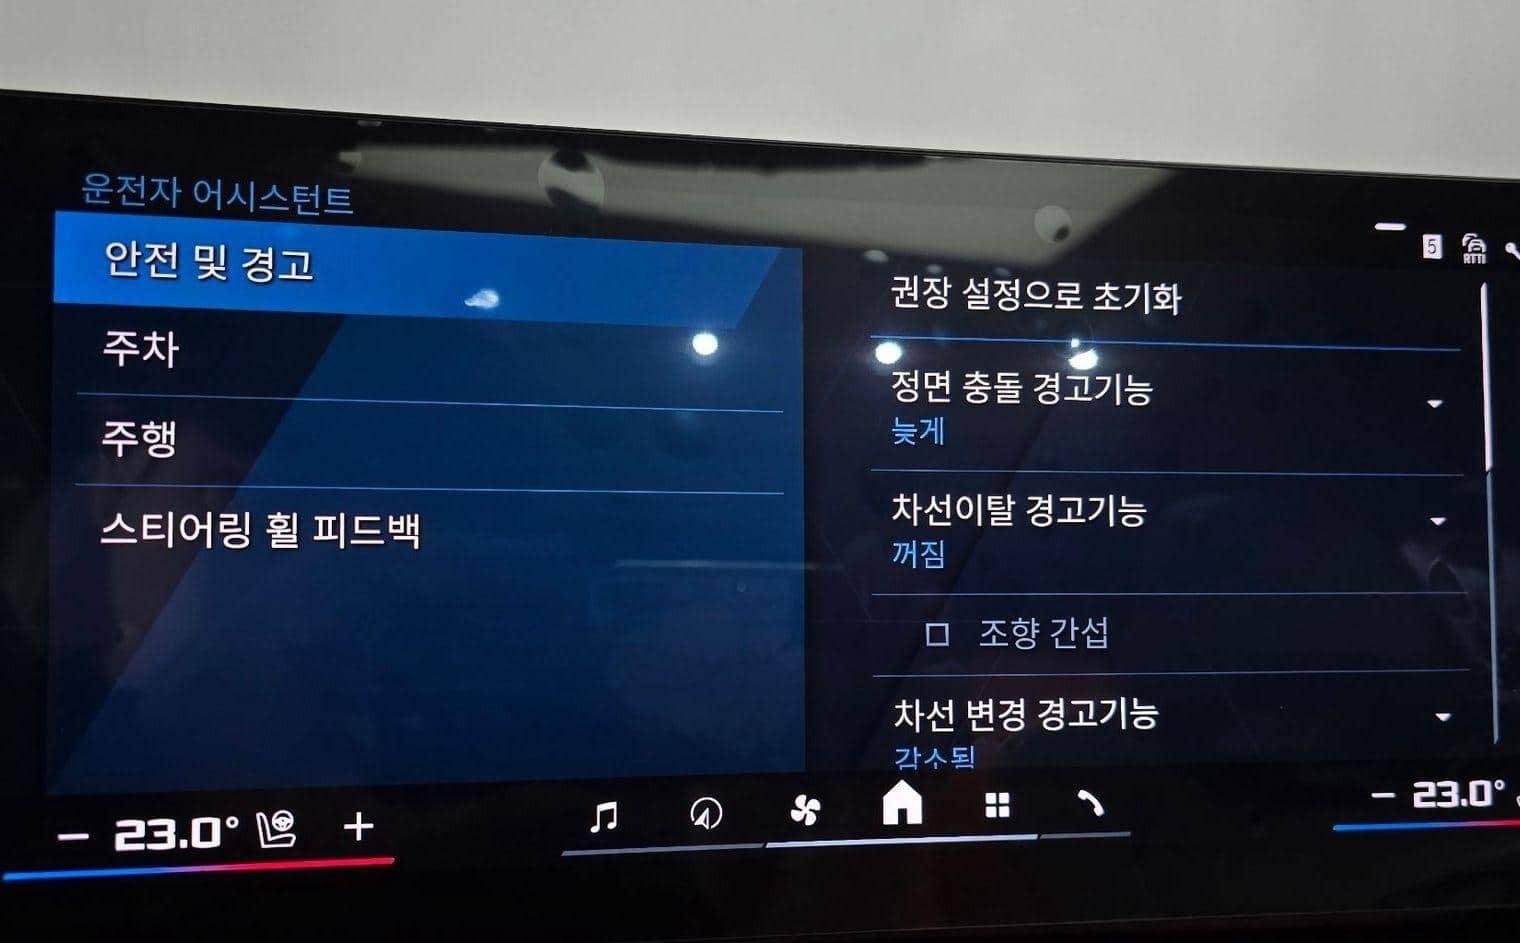 운전자 어시스턴트
안전 및 경고
주차
주행
스티어링 휠 피드백
5
RTTI
권장 설정으로 초기화
정면 충돌 경고기능
늦게
차선이탈 경고기능
꺼짐
조향 간섭
차선 변경 경고기능
감소됨
− 23.0° +
− 23.0°